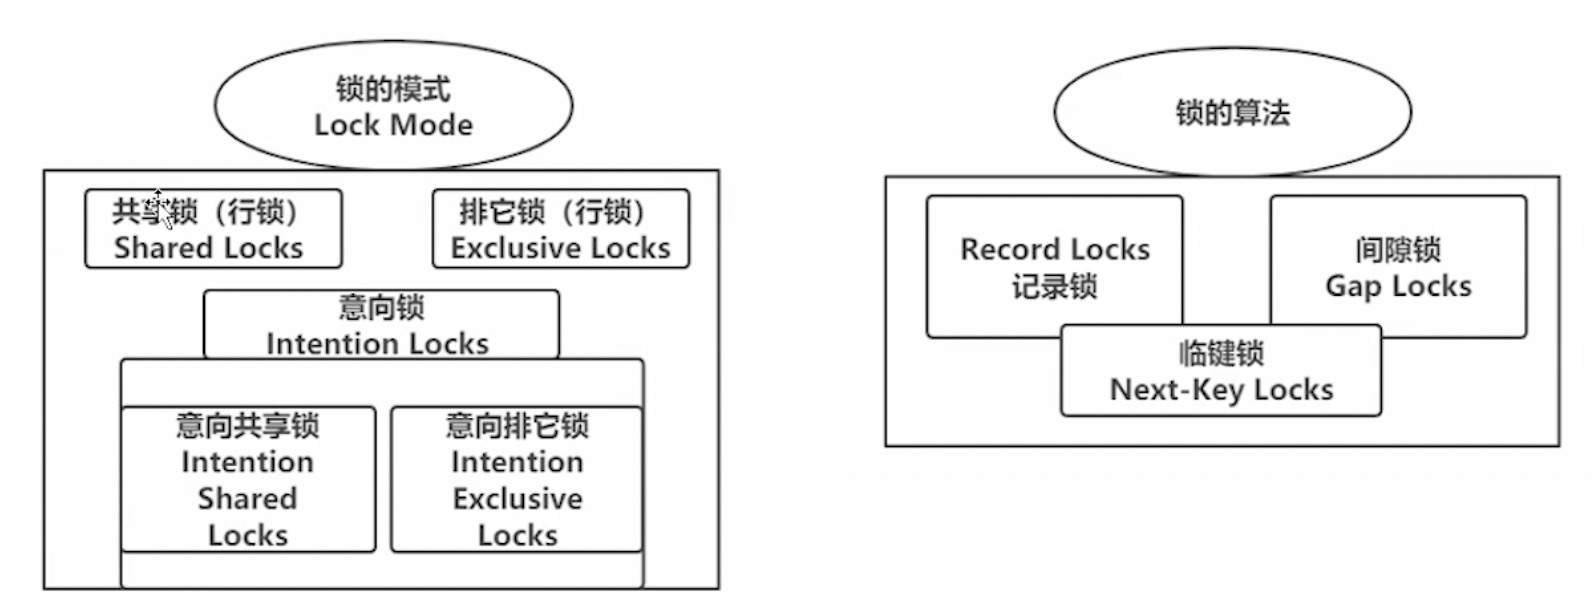 锁的模式
Lock Mode
共享锁（行锁）
Shared Locks
排它锁（行锁）
Exclusive Locks
意向锁
Intention Locks
意向共享锁
Intention
Shared
Locks
意向排它锁
Intention
Exclusive
Locks
锁的算法
Record Locks
记录锁
间隙锁
Gap Locks
临键锁
Next-Key Locks